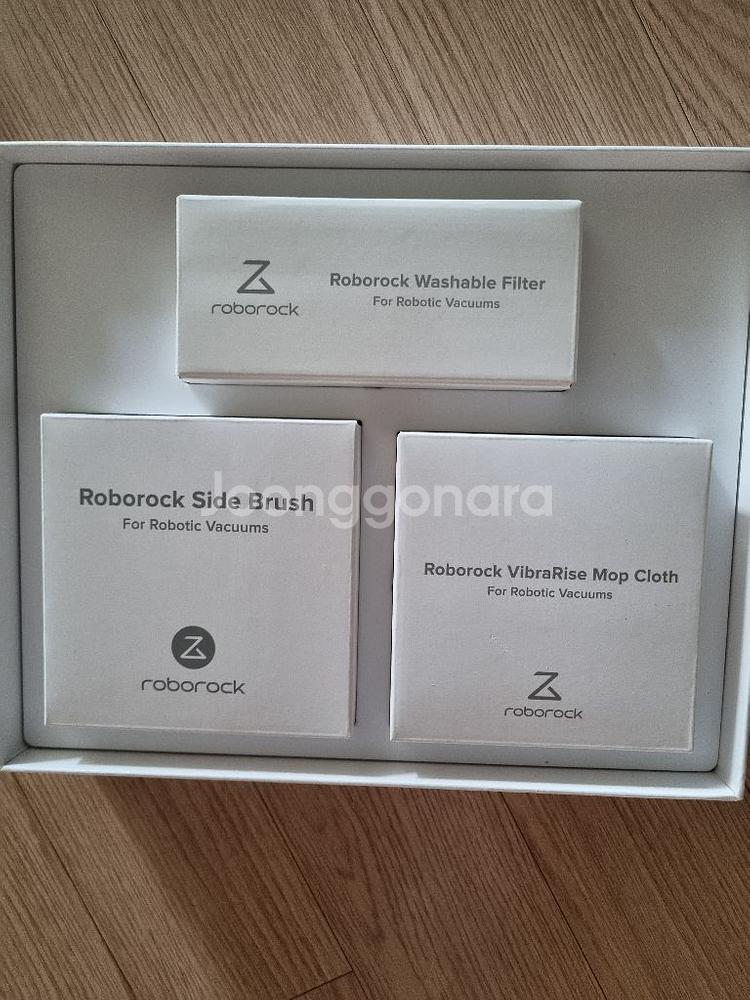 roborock
Roborock Washable Filter
For Robotic Vacuums
Joonggonara
Roborock Side Brush
For Robotic Vacuums
roborock
Roborock VibraRise Mop Cloth
For Robotic Vacuums
roborock